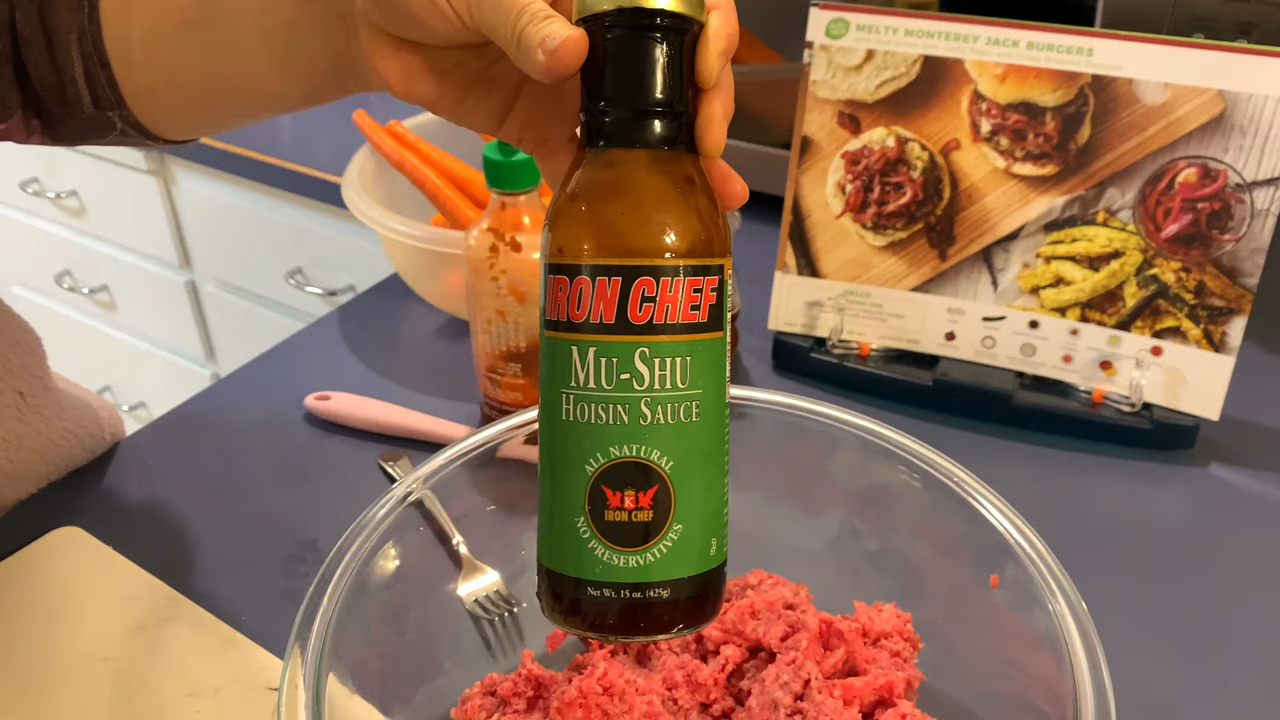 MELTY MONTEREY JACK BURGERS
IRON CHEF
MU-SHU
HOISIN SAUCE
ALL NATURAL
K
IRON CHEF
NO PRESERVATIVES
Net Wt. 15 oz. (425g)
HELLO